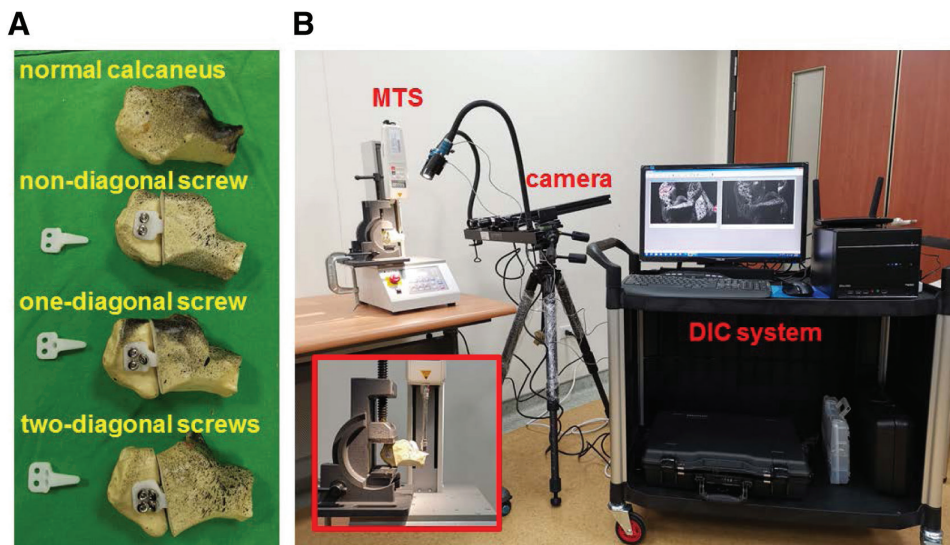 A
B
normal calcaneus
non-diagonal screw
one-diagonal screw
two-diagonal screws
MTS
camera
DIC system